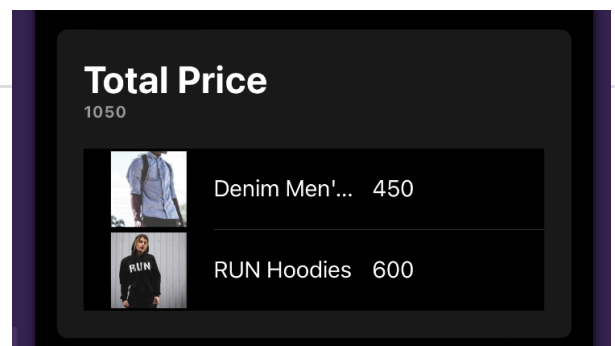 Total Price
1050
Denim Men'... 450
RUN
RUN Hoodies 600